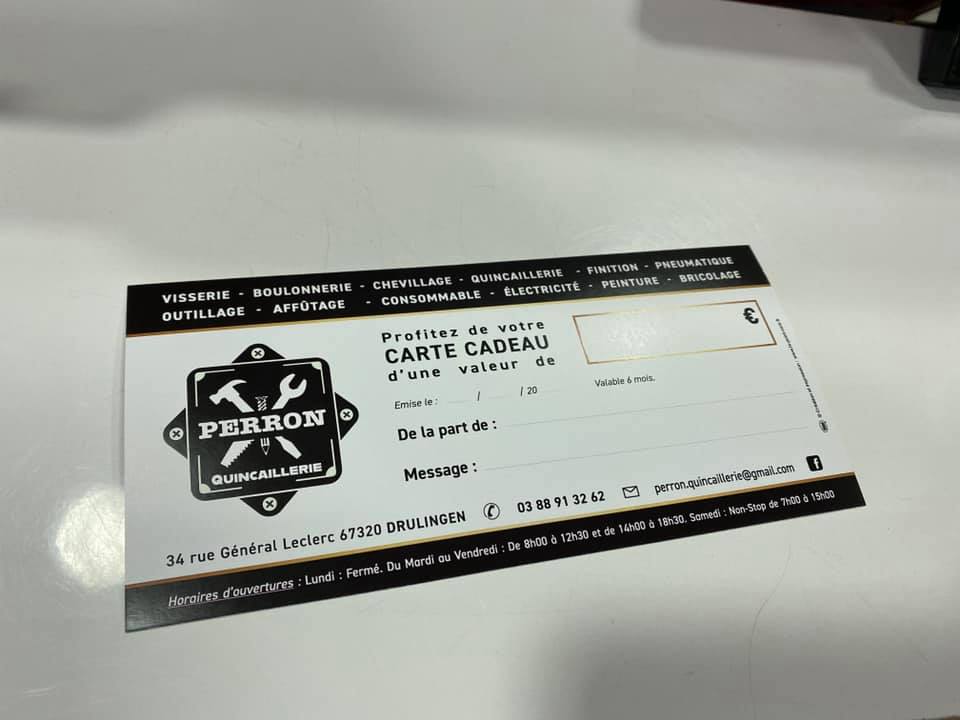 VISSERIE - BOULONNERIE - CHEVILLAGE - QUINCAILLERIE - FINITION - PNEUMATIQUE
OUTILLAGE - AFFÛTAGE - CONSOMMABLE - ÉLECTRICITÉ - PEINTURE - BRICOLAGE
PERRON
QUINCAILLERIE
Profitez de votre
CARTE CADEAU
d'une valeur de
€
Emise le : / / 20
Valable 6 mois.
De la part de :
Message :
34 rue Général Leclerc 67320 DRULINGEN 03 88 91 32 62 perron.quincaillerie@gmail.com
Horaires d'ouvertures : Lundi : Fermé. Du Mardi au Vendredi : De 8h00 à 12h30 et de 14h00 à 18h30. Samedi : Non-Stop de 7h00 à 15h00